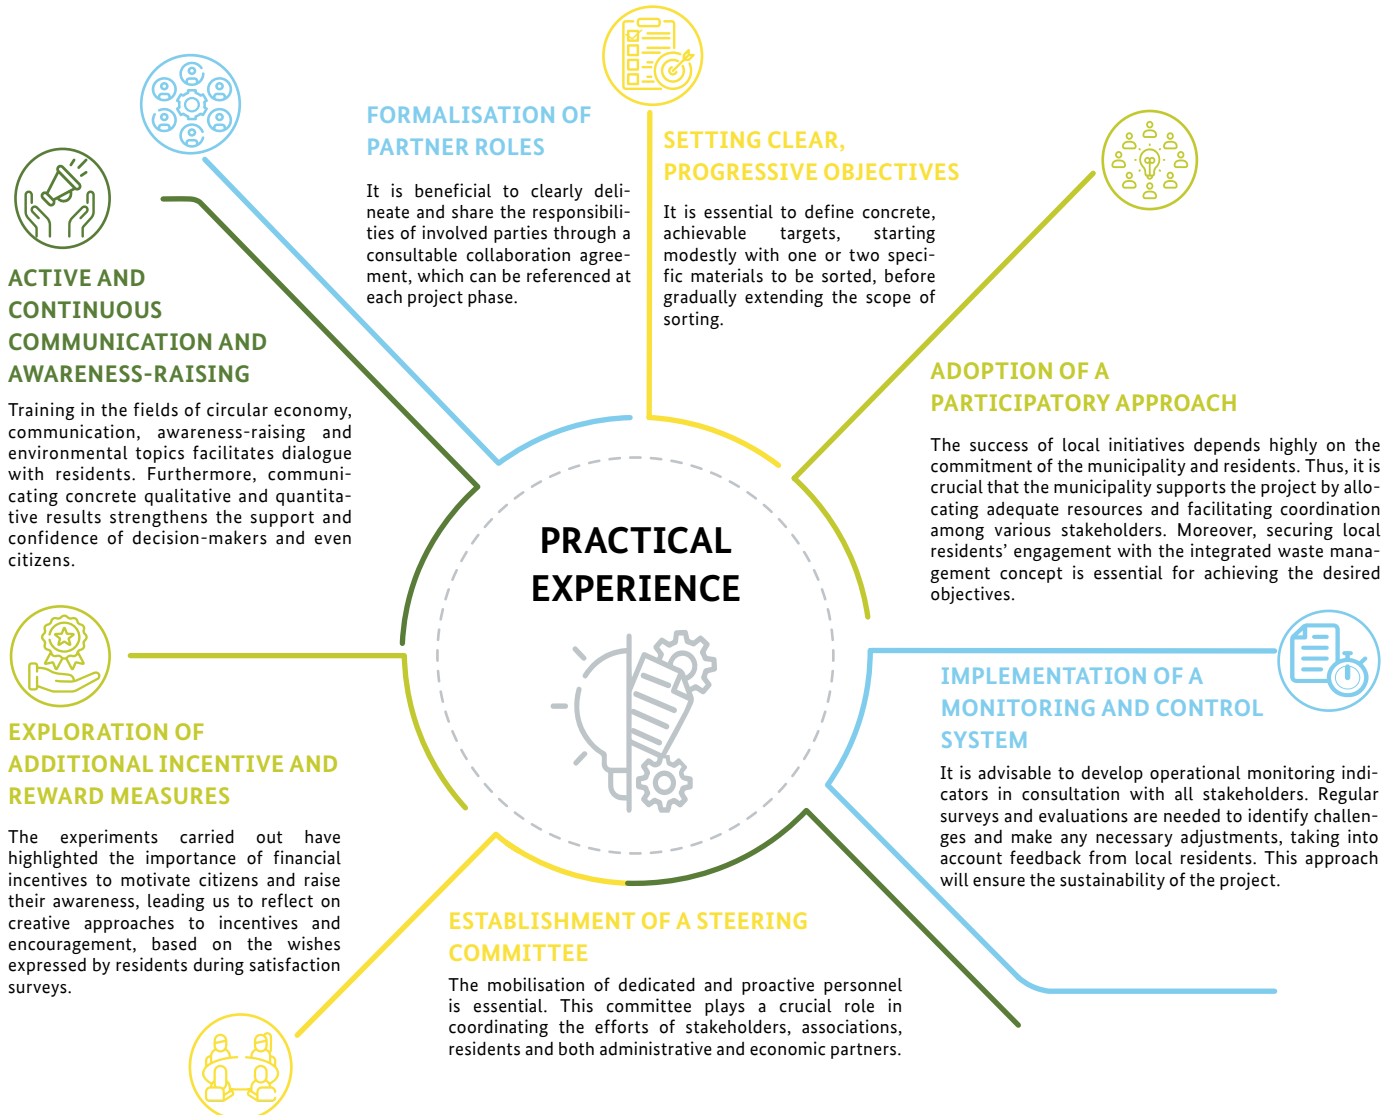 FORMALISATION OF
PARTNER ROLES
It is beneficial to clearly deli-
neate and share the responsibili-
ties of involved parties through a
consultable collaboration agree-
ment, which can be referenced at
each project phase.
SETTING CLEAR,
PROGRESSIVE OBJECTIVES
It is essential to define concrete,
achievable targets, starting
modestly with one or two speci-
fic materials to be sorted, before
gradually extending the scope of
sorting.
ACTIVE AND
CONTINUOUS
COMMUNICATION AND
AWARENESS-RAISING
Training in the fields of circular economy,
communication, awareness-raising and
environmental topics facilitates dialogue
with residents. Furthermore, communi-
cating concrete qualitative and quantita-
tive results strengthens the support and
confidence of decision-makers and even
citizens.
ADOPTION OF A
PARTICIPATORY APPROACH
The success of local initiatives depends highly on the
commitment of the municipality and residents. Thus, it is
crucial that the municipality supports the project by allo-
cating adequate resources and facilitating coordination
among various stakeholders. Moreover, securing local
residents' engagement with the integrated waste mana-
gement concept is essential for achieving the desired
objectives.
PRACTICAL
EXPERIENCE
EXPLORATION OF
ADDITIONAL INCENTIVE AND
REWARD MEASURES
The experiments carried out have
highlighted the importance of financial
incentives to motivate citizens and raise
their awareness, leading us to reflect on
creative approaches to incentives and
encouragement, based on the wishes
expressed by residents during satisfaction
surveys.
IMPLEMENTATION OF A
MONITORING AND CONTROL
SYSTEM
It is advisable to develop operational monitoring indi-
cators in consultation with all stakeholders. Regular
surveys and evaluations are needed to identify challen-
ges and make any necessary adjustments, taking into
account feedback from local residents. This approach
will ensure the sustainability of the project.
ESTABLISHMENT OF A STEERING
COMMITTEE
The mobilisation of dedicated and proactive personnel
is essential. This committee plays a crucial role in
coordinating the efforts of stakeholders, associations,
residents and both administrative and economic partners.